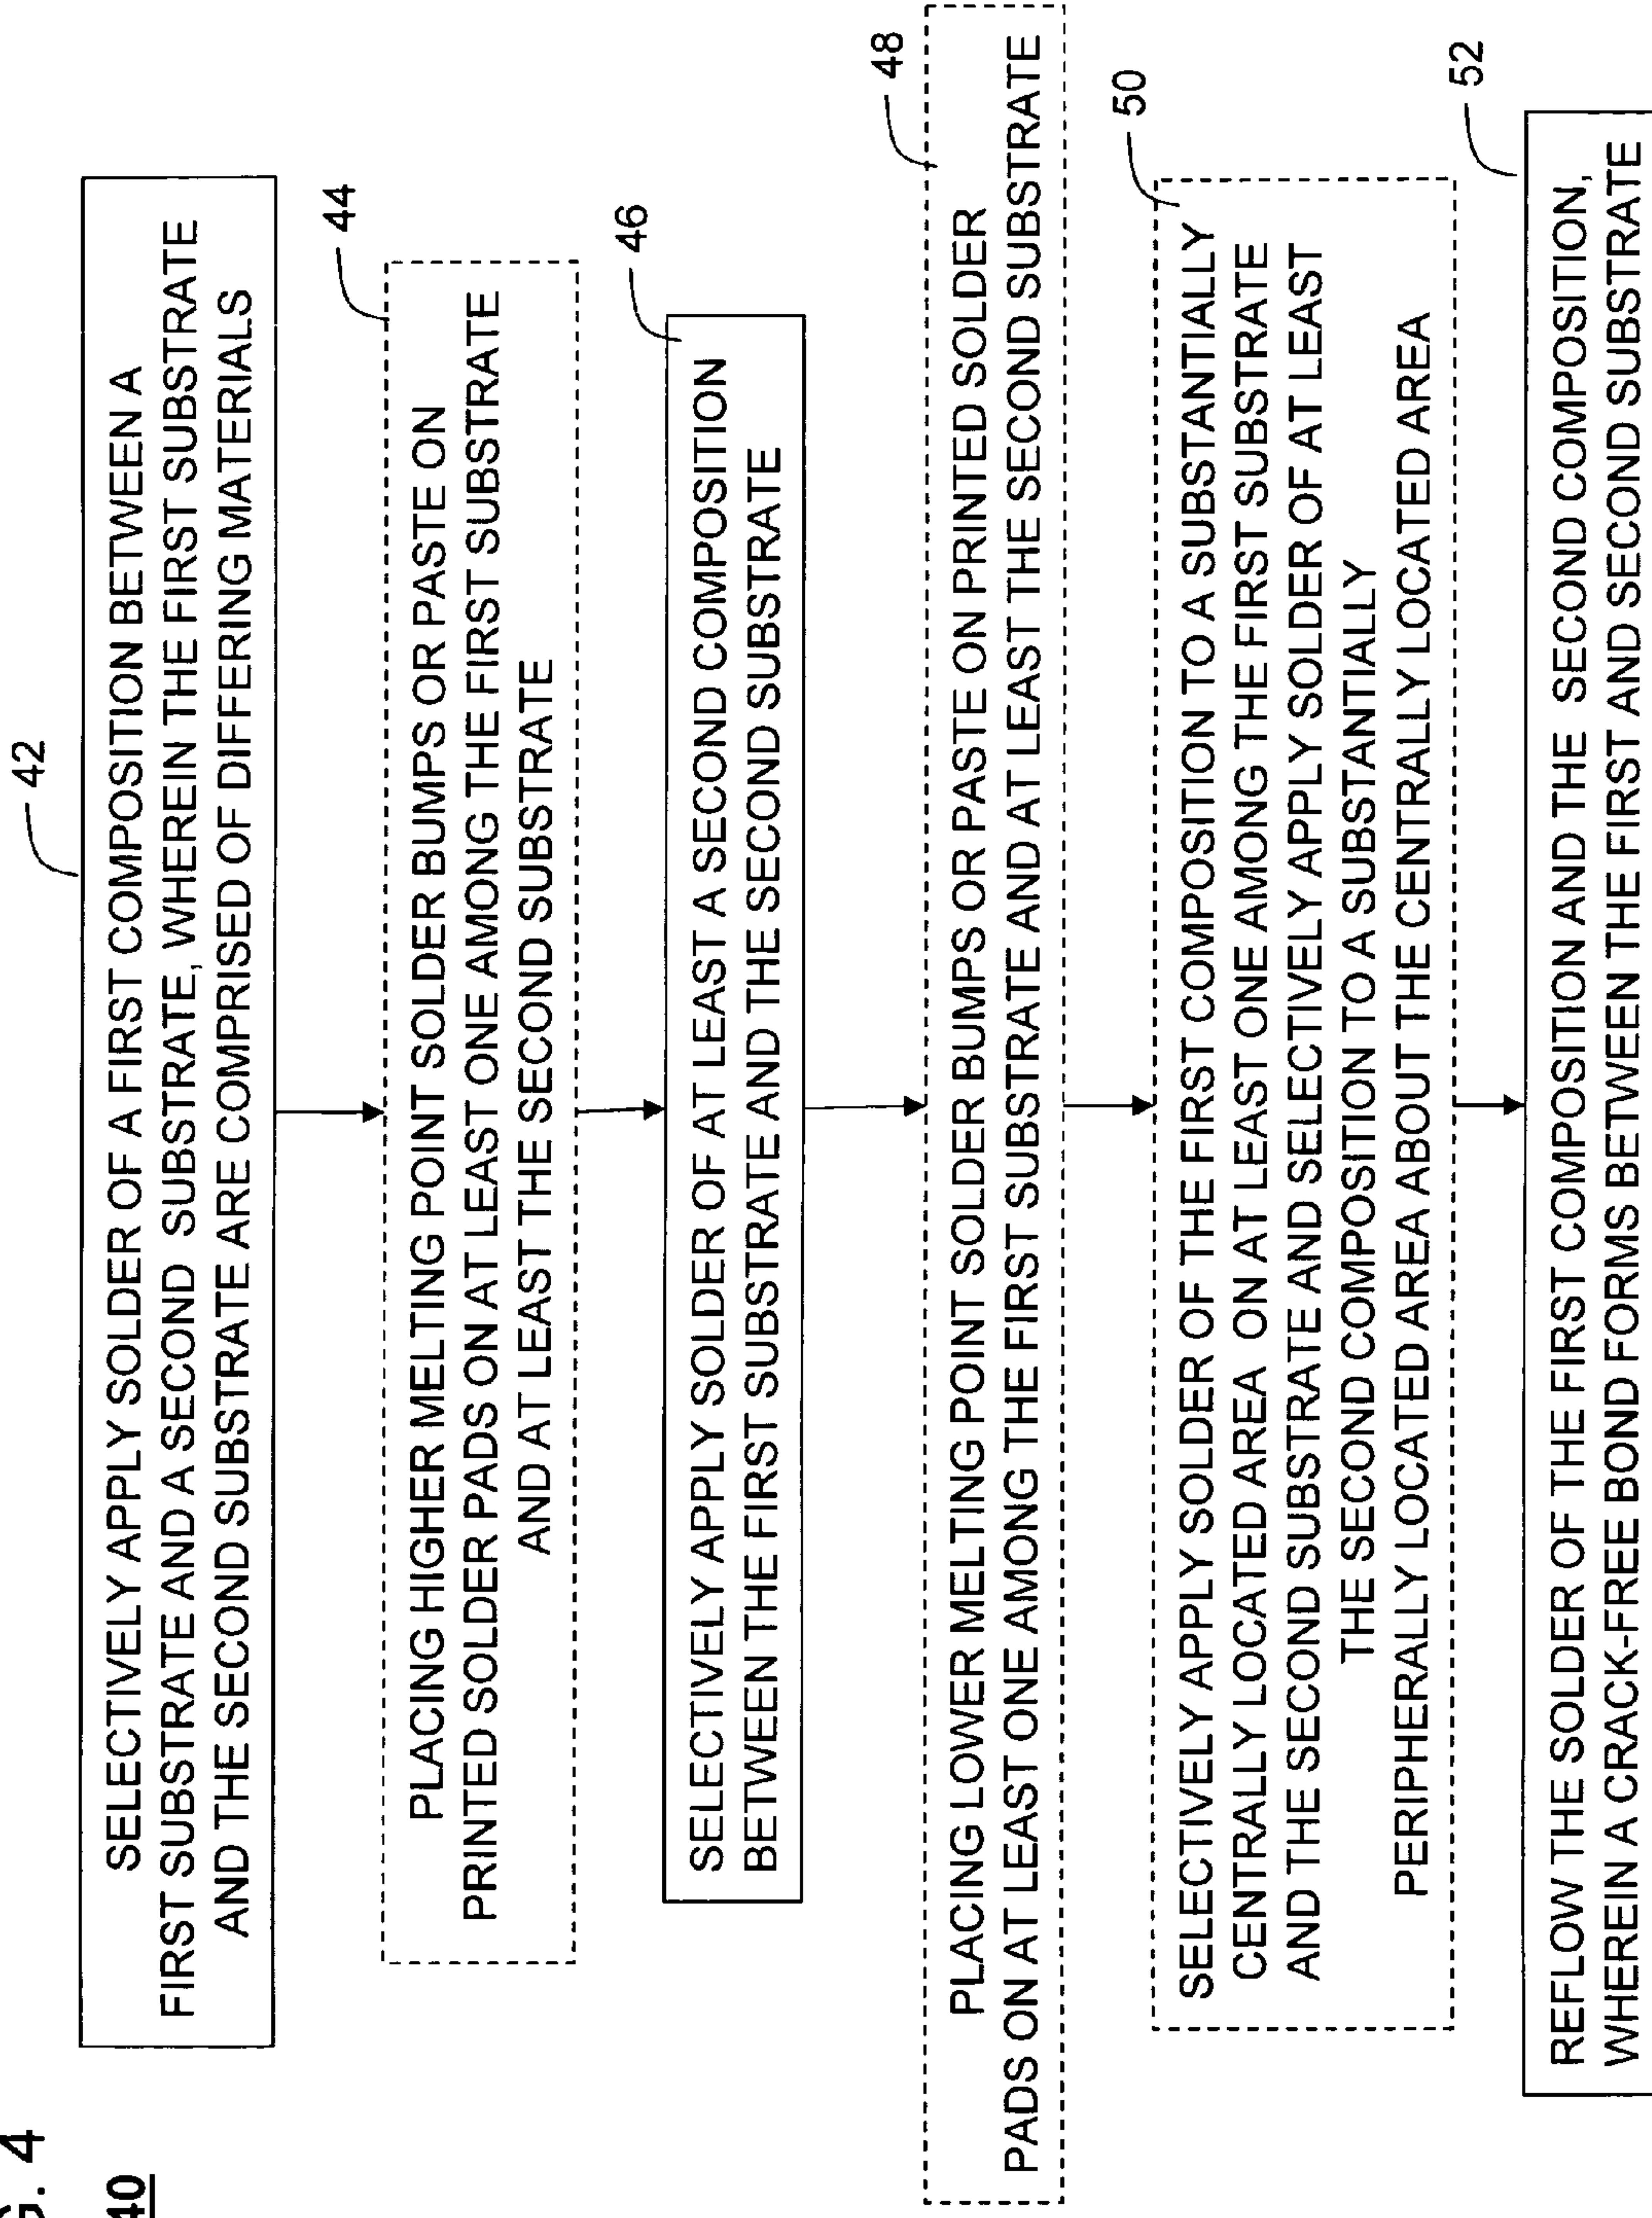 G. 4
40
42
SELECTIVELY APPLY SOLDER OF A FIRST COMPOSITION BETWEEN A
FIRST SUBSTRATE AND A SECOND SUBSTRATE, WHEREIN THE FIRST SUBSTRATE
AND THE SECOND SUBSTRATE ARE COMPRISED OF DIFFERING MATERIALS
44
PLACING HIGHER MELTING POINT SOLDER BUMPS OR PASTE ON
PRINTED SOLDER PADS ON AT LEAST ONE AMONG THE FIRST SUBSTRATE
AND AT LEAST THE SECOND SUBSTRATE
46
SELECTIVELY APPLY SOLDER OF AT LEAST A SECOND COMPOSITION
BETWEEN THE FIRST SUBSTRATE AND THE SECOND SUBSTRATE
48
PLACING LOWER MELTING POINT SOLDER BUMPS OR PASTE ON PRINTED SOLDER
PADS ON AT LEAST ONE AMONG THE FIRST SUBSTRATE AND AT LEAST THE SECOND SUBSTRATE
50
SELECTIVELY APPLY SOLDER OF THE FIRST COMPOSITION TO A SUBSTANTIALLY
CENTRALLY LOCATED AREA ON AT LEAST ONE AMONG THE FIRST SUBSTRATE
AND THE SECOND SUBSTRATE AND SELECTIVELY APPLY SOLDER OF AT LEAST
THE SECOND COMPOSITION TO A SUBSTANTIALLY
PERIPHERALLY LOCATED AREA ABOUT THE CENTRALLY LOCATED AREA
52
REFLOW THE SOLDER OF THE FIRST COMPOSITION AND THE SECOND COMPOSITION,
WHEREIN A CRACK-FREE BOND FORMS BETWEEN THE FIRST AND SECOND SUBSTRATE